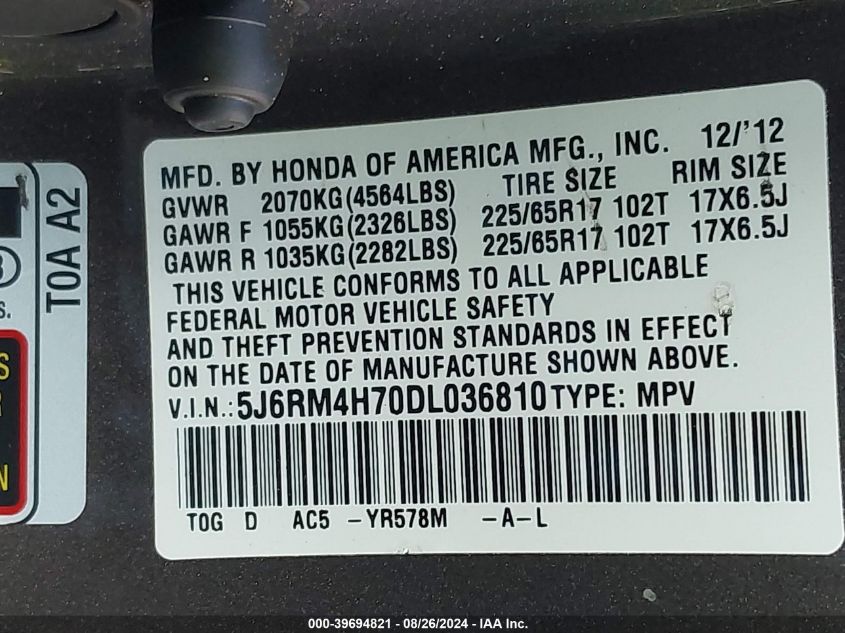 MFD. BY HONDA OF AMERICA MFG., INC. 12/'12
GVWR 2070KG(4564LBS) TIRE SIZE RIM SIZE
GAWR F 1055KG(2326LBS) 225/65R17 102T 17X6.5J
GAWR R 1035KG(2282LBS) 225/65R17 102T 17X6.5J
THIS VEHICLE CONFORMS TO ALL APPLICABLE
FEDERAL MOTOR VEHICLE SAFETY
AND THEFT PREVENTION STANDARDS IN EFFECT
ON THE DATE OF MANUFACTURE SHOWN ABOVE.
V.I.N.: 5J6RM4H70DL036810 TYPE: MPV
TOG D AC5 -YR578M -A-L
TOA A2
S.
S
R
N
000-39694821 - 08/26/2024 - IAA Inc.